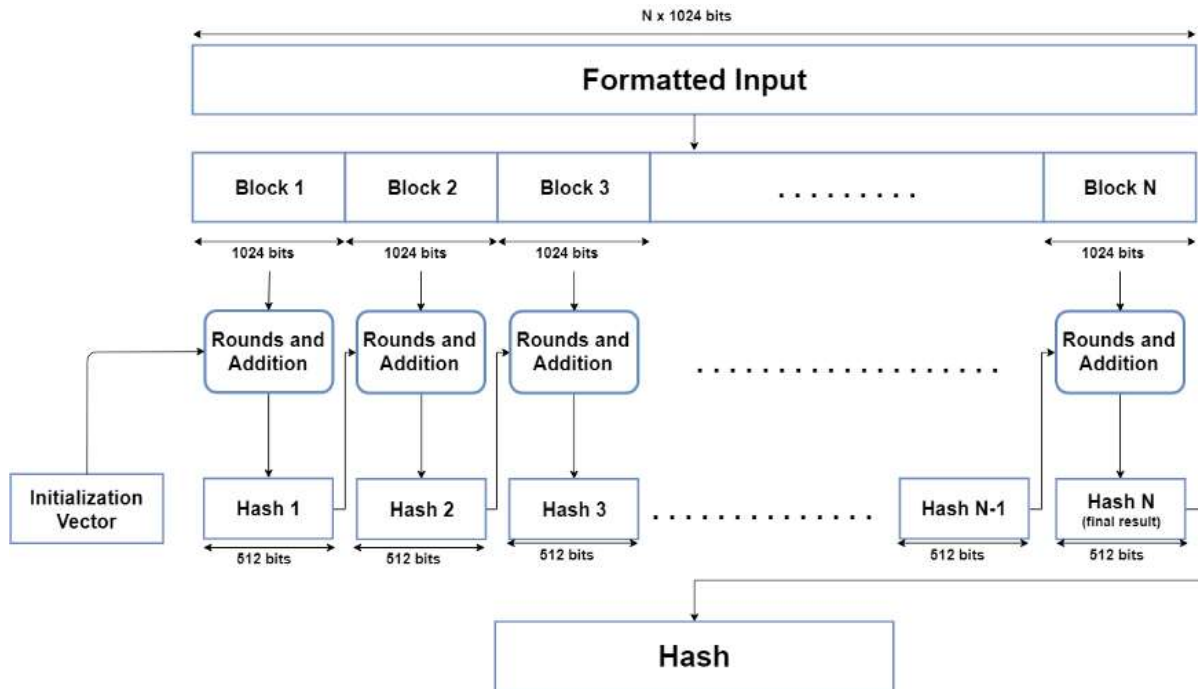 N x 1024 bits
Formatted Input
Block 1
Block 2
Block 3
. . . . . . . . .
Block N
1024 bits
1024 bits
1024 bits
1024 bits
Rounds and
Addition
Rounds and
Addition
Rounds and
Addition
. . . . . . . . . . . . . . . . . .
Rounds and
Addition
Initialization
Vector
Hash 1
Hash 2
Hash 3
. . . . . . . . . . . . . .
Hash N-1
Hash N
(final result)
512 bits
512 bits
512 bits
512 bits
512 bits
Hash